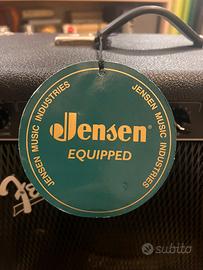 JENSEN MUSIC INDUSTRIES
JENSEN MUSIC INDUSTRIES
Jensen®
EQUIPPED
subito